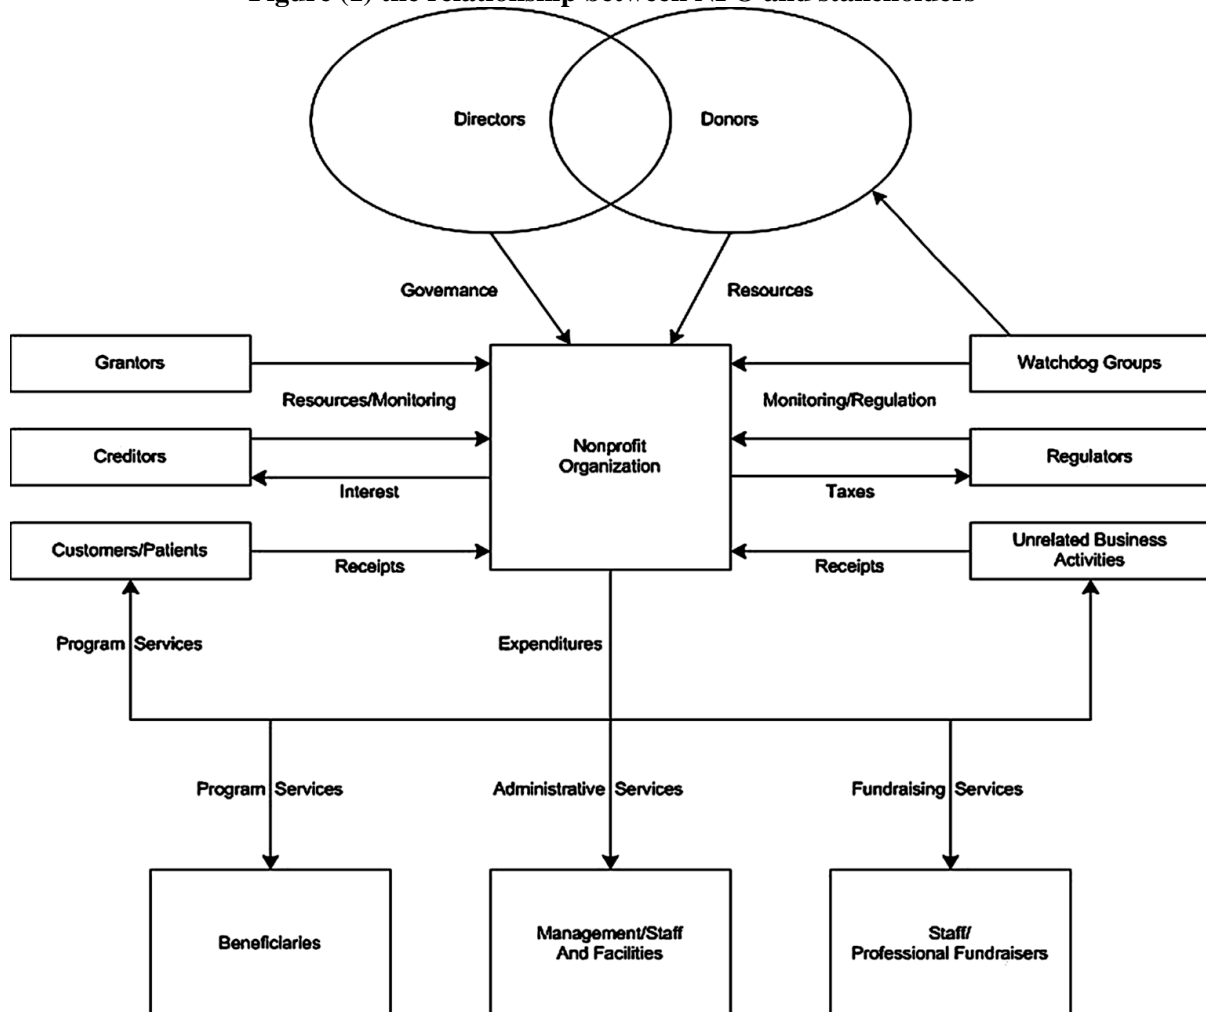 Figure (1) the relationship between NPO and stakeholders
Directors
Donors
Governance
Resources
Grantors
Watchdog Groups
Resources/Monitoring
Monitoring/Regulation
Creditors
Nonprofit
Organization
Regulators
Interest
Taxes
Customers/Patients
Unrelated Business
Activities
Receipts
Receipts
Program Services
Expenditures
Program Services
Administrative Services
Fundraising Services
Beneficiaries
Management/Staff
And Facilities
Staff/
Professional Fundraisers